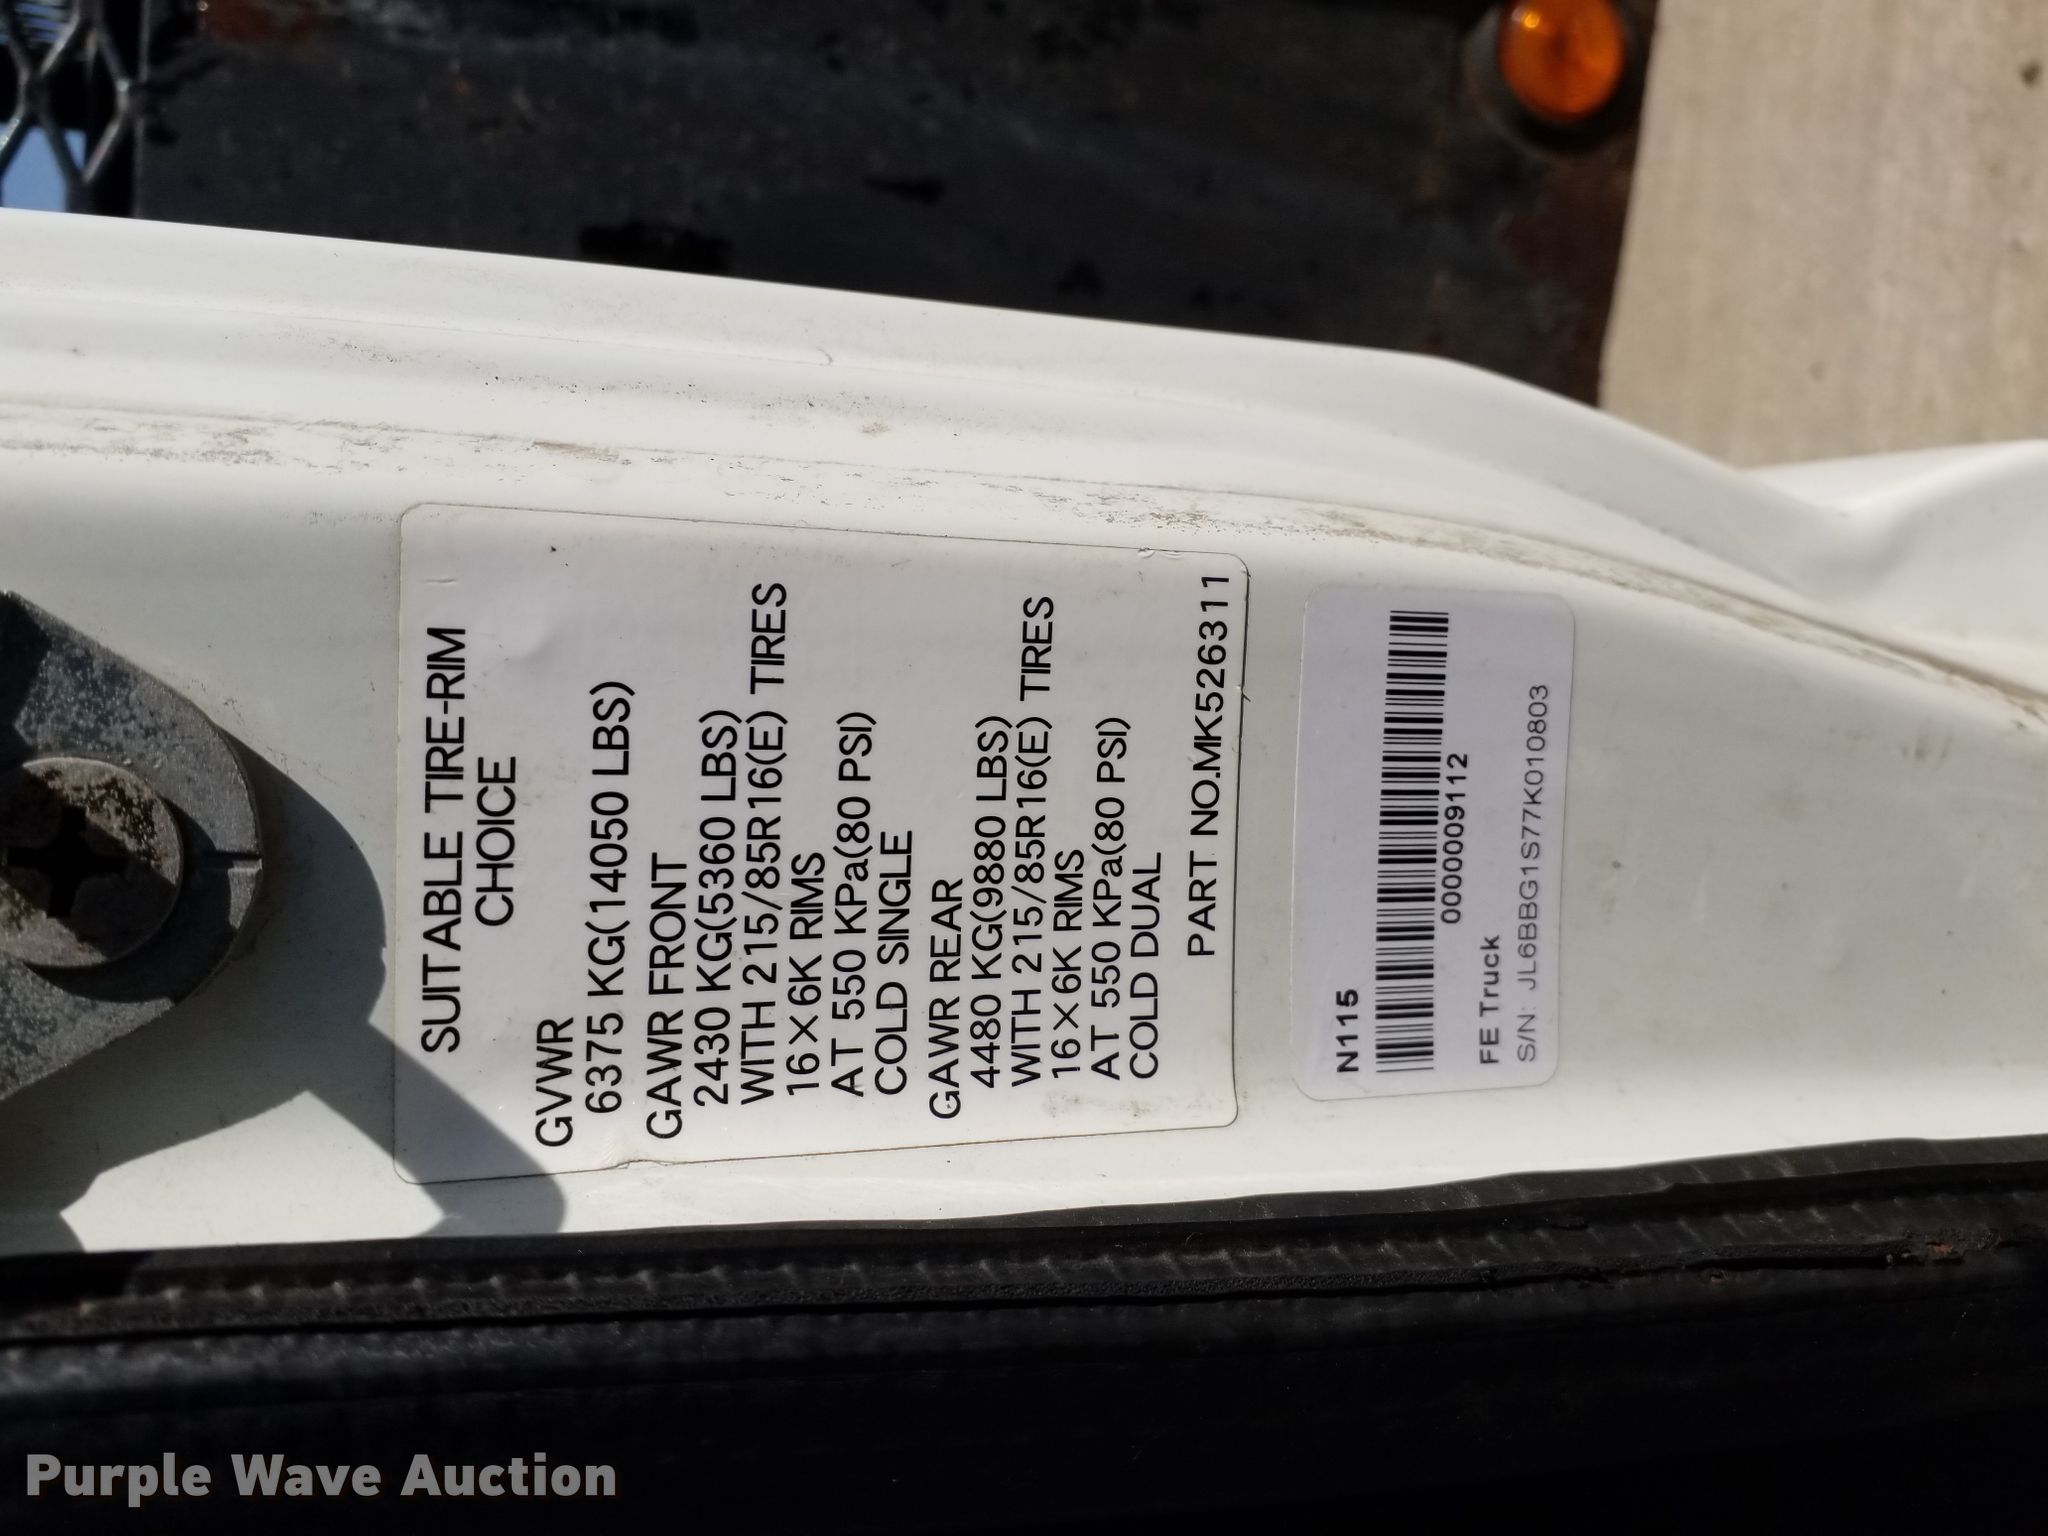 SUITABLE TIRE-RIM
CHOICE
GVWR
6375 KG(14050 LBS)
GAWR FRONT
2430 KG(5360 LBS)
WITH 215/85R16(E) TIRES
16×6K RIMS
AT 550 KPa(80 PSI)
COLD SINGLE
GAWR REAR
4480 KG(9880 LBS)
WITH 215/85R16(E) TIRES
16×6K RIMS
AT 550 KPa(80 PSI)
COLD DUAL
PART NO.MK526311
N115
0000009112
FE Truck
S/N: JL6BBG1S77K010803
Purple Wave Auction